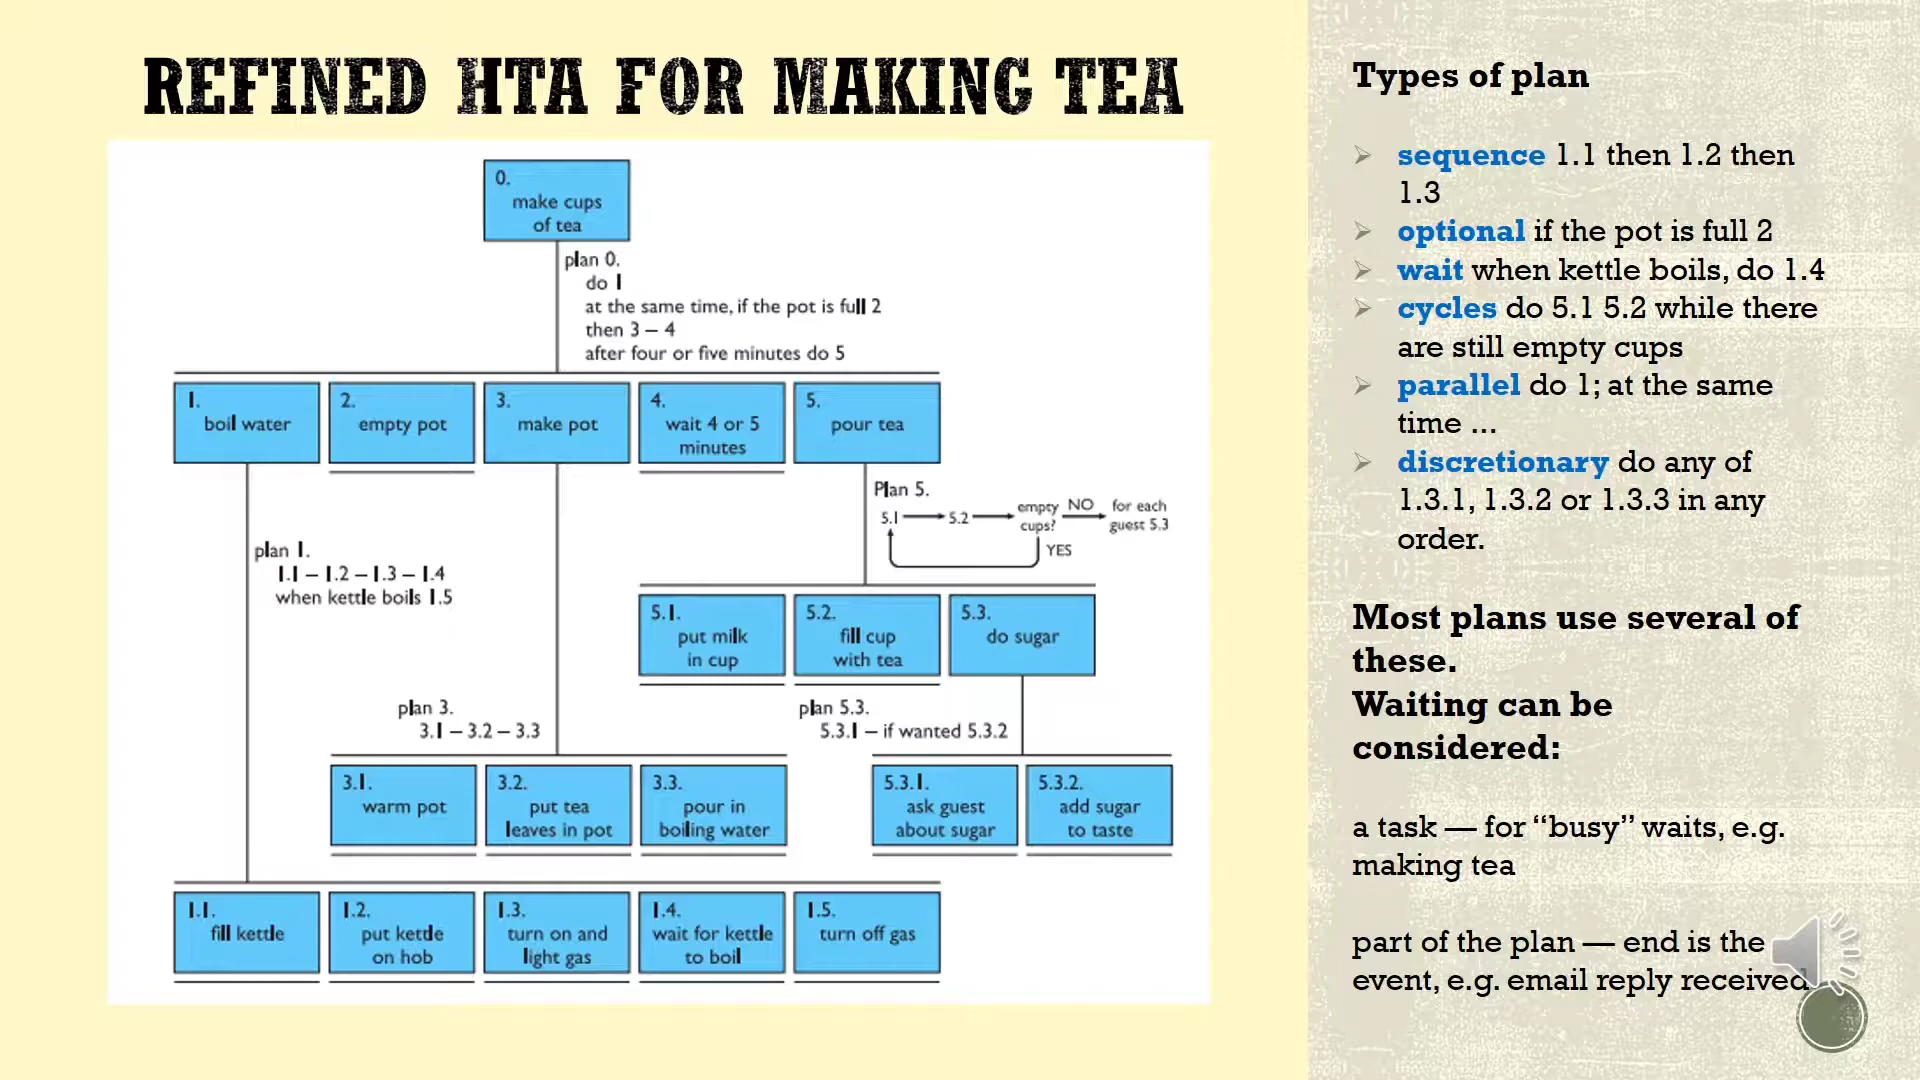 REFINED HTA FOR MAKING TEA
0.
make cups
of tea
plan 0.
do 1
at the same time, if the pot is full 2
then 3 – 4
after four or five minutes do 5
1.
boil water
2.
empty pot
3.
make pot
4.
wait 4 or 5
minutes
5.
pour tea
Plan 5.
5.1
5.2
empty
cups?
NO
for each
guest 5.3
YES
plan 1.
1.1 – 1.2 – 1.3 – 1.4
when kettle boils 1.5
5.1.
put milk
in cup
5.2.
fill cup
with tea
5.3.
do sugar
plan 3.
3.1 – 3.2 – 3.3
plan 5.3.
5.3.1 – if wanted 5.3.2
3.1.
warm pot
3.2.
put tea
leaves in pot
3.3.
pour in
boiling water
5.3.1.
ask guest
about sugar
5.3.2.
add sugar
to taste
1.1.
fill kettle
1.2.
put kettle
on hob
1.3.
turn on and
light gas
1.4.
wait for kettle
to boil
1.5.
turn off gas
Types of plan
sequence 1.1 then 1.2 then
1.3
optional if the pot is full 2
wait when kettle boils, do 1.4
cycles do 5.1 5.2 while there
are still empty cups
parallel do 1; at the same
time ...
discretionary do any of
1.3.1, 1.3.2 or 1.3.3 in any
order.
Most plans use several of
these.
Waiting can be
considered:
a task — for “busy” waits, e.g.
making tea
part of the plan — end is the
event, e.g. email reply received